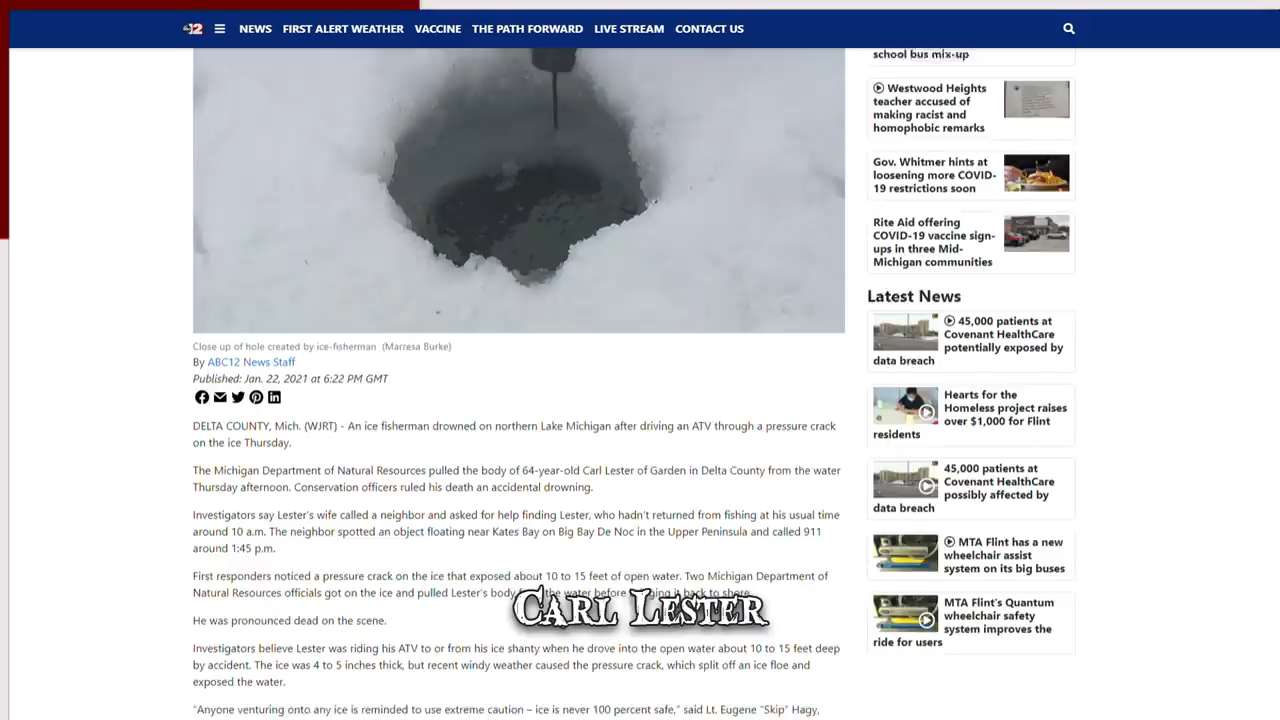 abc12 NEWS FIRST ALERT WEATHER VACCINE THE PATH FORWARD LIVE STREAM CONTACT US
Close up of hole created by ice-fisherman (Marresa Burke)
By ABC12 News Staff
Published: Jan. 22, 2021 at 6:22 PM GMT
DELTA COUNTY, Mich. (WJRT) - An ice fisherman drowned on northern Lake Michigan after driving an ATV through a pressure crack
on the ice Thursday.
The Michigan Department of Natural Resources pulled the body of 64-year-old Carl Lester of Garden in Delta County from the water
Thursday afternoon. Conservation officers ruled his death an accidental drowning.
Investigators say Lester's wife called a neighbor and asked for help finding Lester, who hadn't returned from fishing at his usual time
around 10 a.m. The neighbor spotted an object floating near Kates Bay on Big Bay De Noc in the Upper Peninsula and called 911
around 1:45 p.m.
First responders noticed a pressure crack on the ice that exposed about 10 to 15 feet of open water. Two Michigan Department of
Natural Resources officials got on the ice and pulled Lester's body the water before it back to shore.
CARL LESTER
He was pronounced dead on the scene.
Investigators believe Lester was riding his ATV to or from his ice shanty when he drove into the open water about 10 to 15 feet deep
by accident. The ice was 4 to 5 inches thick, but recent windy weather caused the pressure crack, which split off an ice floe and
exposed the water.
“Anyone venturing onto any ice is reminded to use extreme caution – ice is never 100 percent safe,” said Lt. Eugene “Skip” Hagy,
school bus mix-up
Westwood Heights
teacher accused of
making racist and
homophobic remarks
Gov. Whitmer hints at
loosening more COVID-
19 restrictions soon
Rite Aid offering
COVID-19 vaccine sign-
ups in three Mid-
Michigan communities
Latest News
45,000 patients at
Covenant HealthCare
potentially exposed by
data breach
Hearts for the
Homeless project raises
over $1,000 for Flint
residents
45,000 patients at
Covenant HealthCare
possibly affected by
data breach
MTA Flint has a new
wheelchair assist
system on its big buses
MTA Flint's Quantum
wheelchair safety
system improves the
ride for users